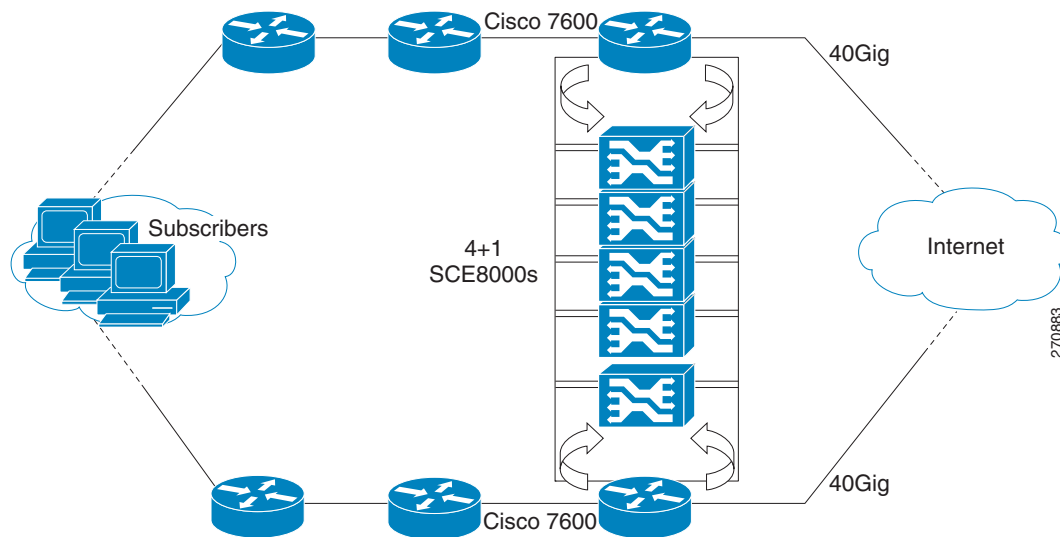 Cisco 7600
40Gig
Subscribers
4+1
SCE8000s
Internet
270883
40Gig
Cisco 7600